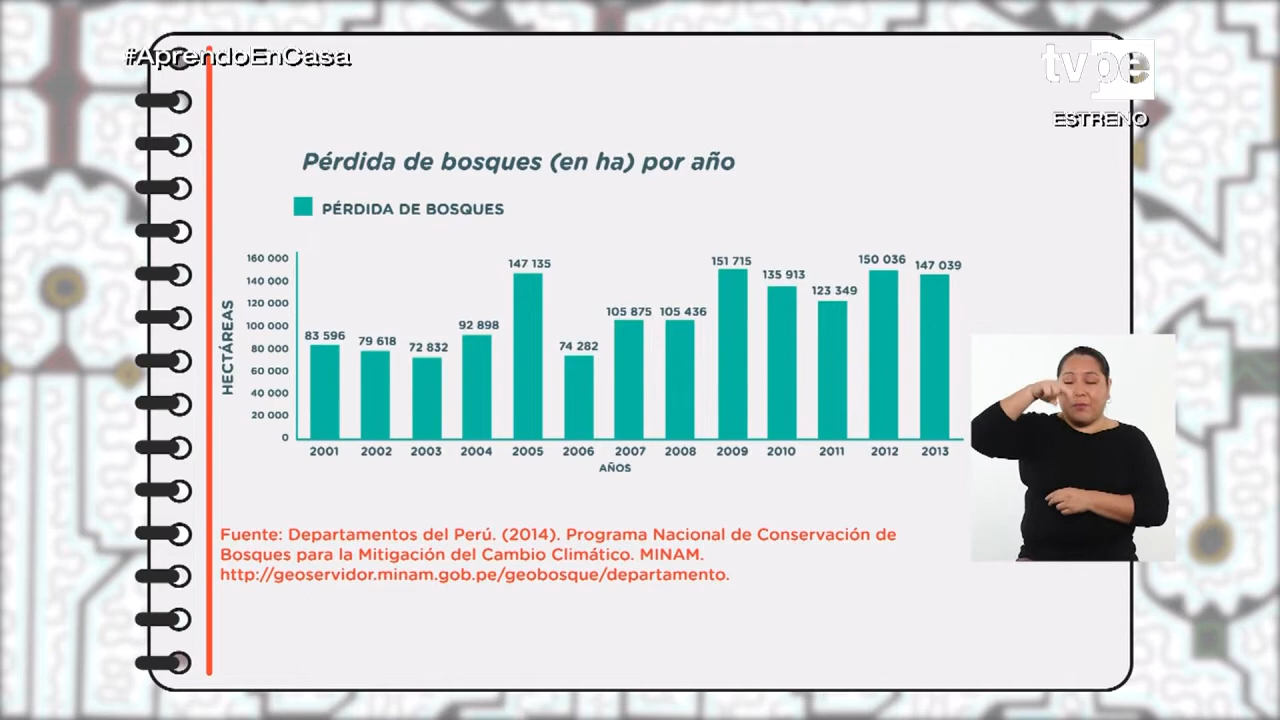 #AprendoEnCasa
tvpe
ESTRENO
Pérdida de bosques (en ha) por año
PÉRDIDA DE BOSQUES
HECTÁREAS
160 000
140 000
120 000
100 000
80 000
60 000
40 000
20 000
0
83 596 79 618 72 832 92 898 147 135 74 282 105 875 105 436 151 715 135 913 123 349 150 036 147 039
2001 2002 2003 2004 2005 2006 2007 2008 2009 2010 2011 2012 2013
AÑOS
Fuente: Departamentos del Perú. (2014). Programa Nacional de Conservación de
Bosques para la Mitigación del Cambio Climático. MINAM.
http://geoservidor.minam.gob.pe/geobosque/departamento.